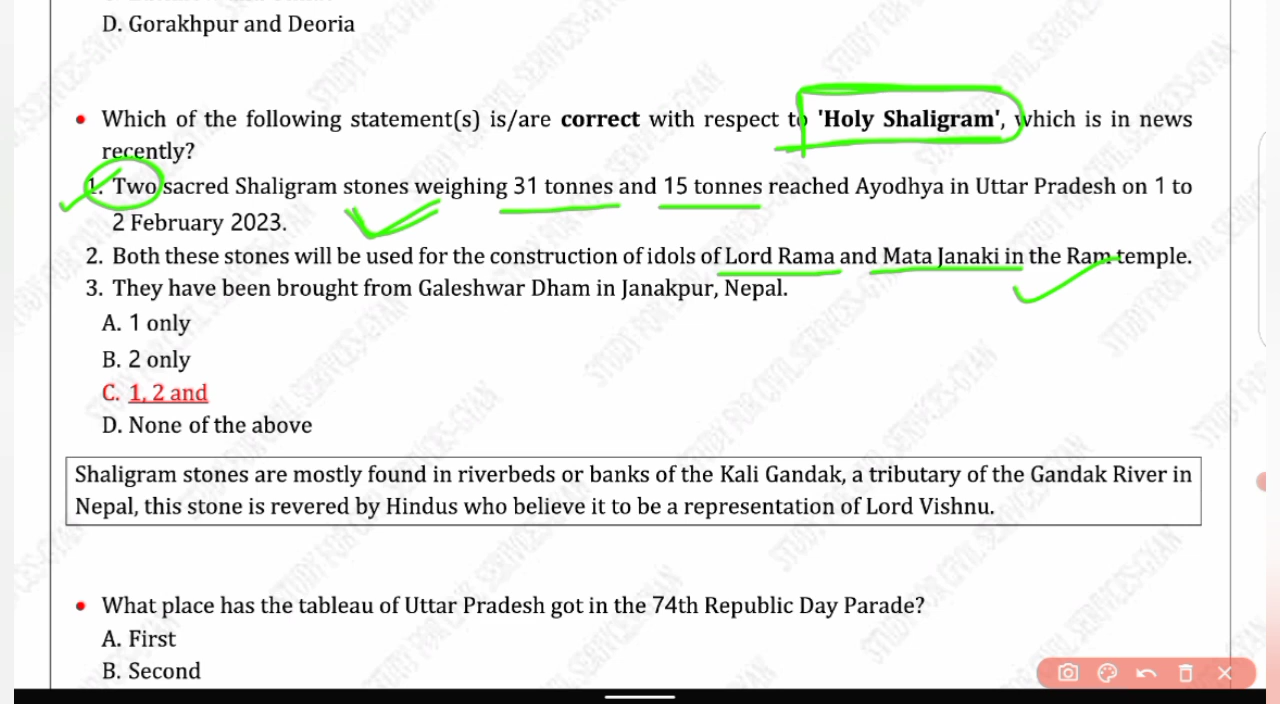 D. Gorakhpur and Deoria
• Which of the following statement(s) is/are correct with respect to 'Holy Shaligram', which is in news
recently?
1. Two sacred Shaligram stones weighing 31 tonnes and 15 tonnes reached Ayodhya in Uttar Pradesh on 1 to
2 February 2023.
2. Both these stones will be used for the construction of idols of Lord Rama and Mata Janaki in the Ram temple.
3. They have been brought from Galeshwar Dham in Janakpur, Nepal.
A. 1 only
B. 2 only
C. 1, 2 and
D. None of the above
Shaligram stones are mostly found in riverbeds or banks of the Kali Gandak, a tributary of the Gandak River in
Nepal, this stone is revered by Hindus who believe it to be a representation of Lord Vishnu.
• What place has the tableau of Uttar Pradesh got in the 74th Republic Day Parade?
A. First
B. Second